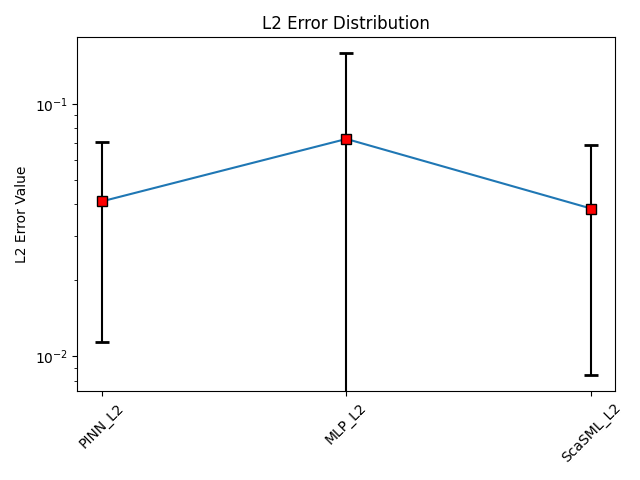 L2 Error Distribution
L2 Error Value
10⁻¹
10⁻²
PINN_L2
MLP_L2
ScaSML_L2